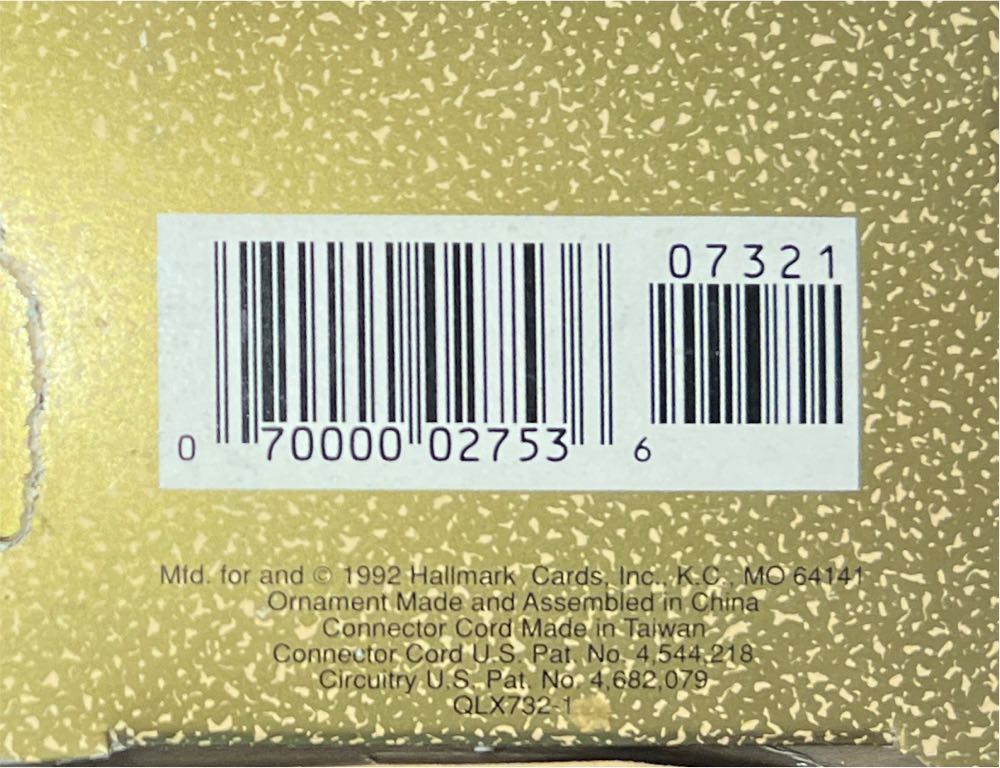 07321
0 70000 02753 6
Mfd. for and © 1992 Hallmark Cards, Inc., K.C., MO 64141
Ornament Made and Assembled in China
Connector Cord Made in Taiwan
Connector Cord U.S. Pat. No. 4,544,218
Circuitry U.S. Pat. No. 4,682,079
QLX732-1